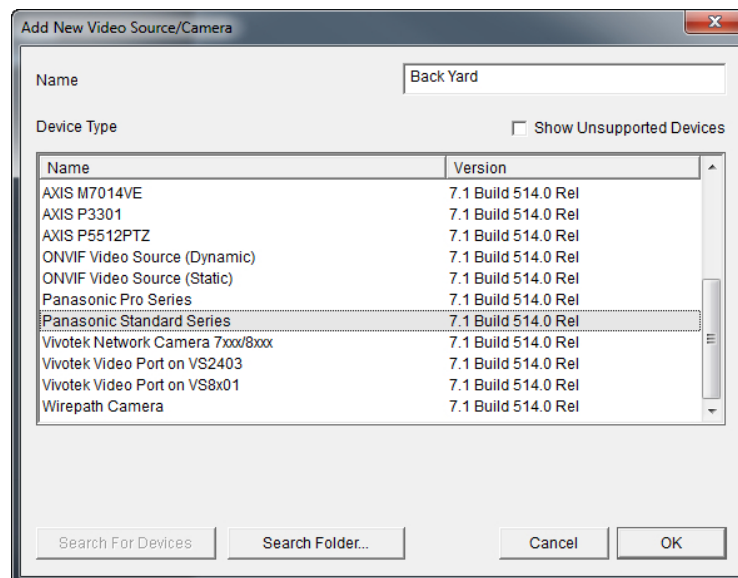 Add New Video Source/Camera
Name Back Yard
Device Type Show Unsupported Devices
Name Version
AXIS M7014VE 7.1 Build 514.0 Rel
AXIS P3301 7.1 Build 514.0 Rel
AXIS P5512PTZ 7.1 Build 514.0 Rel
ONVIF Video Source (Dynamic) 7.1 Build 514.0 Rel
ONVIF Video Source (Static) 7.1 Build 514.0 Rel
Panasonic Pro Series 7.1 Build 514.0 Rel
Panasonic Standard Series 7.1 Build 514.0 Rel
Vivotek Network Camera 7xxx/8xxx 7.1 Build 514.0 Rel
Vivotek Video Port on VS2403 7.1 Build 514.0 Rel
Vivotek Video Port on VS8x01 7.1 Build 514.0 Rel
Wirepath Camera 7.1 Build 514.0 Rel
Search For Devices Search Folder... Cancel OK